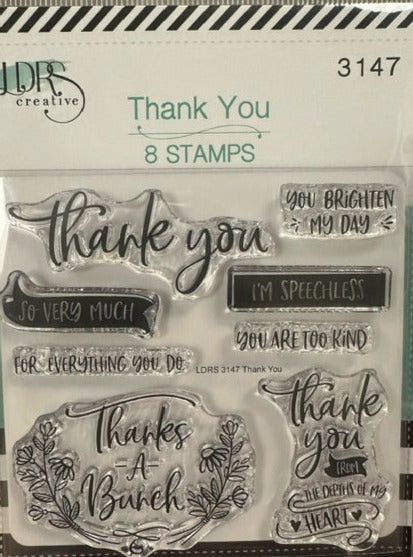 LDRS
creative
3147
Thank You
8 STAMPS
thank you
YOU BRIGHTEN
MY DAY
SO VERY MUCH
I'M SPEECHLESS
YOU ARE TOO KIND
FOR EVERYTHING YOU DO
LDRS 3147 Thank You
Thanks
-A-
Bunch
thank
you
FROM
THE DEPTHS OF MY
HEART